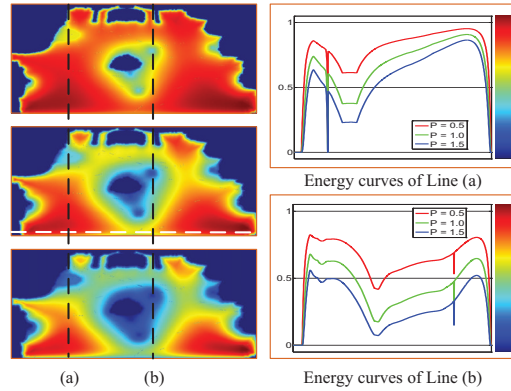 1
0.5
0
P = 0.5
P = 1.0
P = 1.5
Energy curves of Line (a)
1
0.5
0
P = 0.5
P = 1.0
P = 1.5
(a) (b)
Energy curves of Line (b)